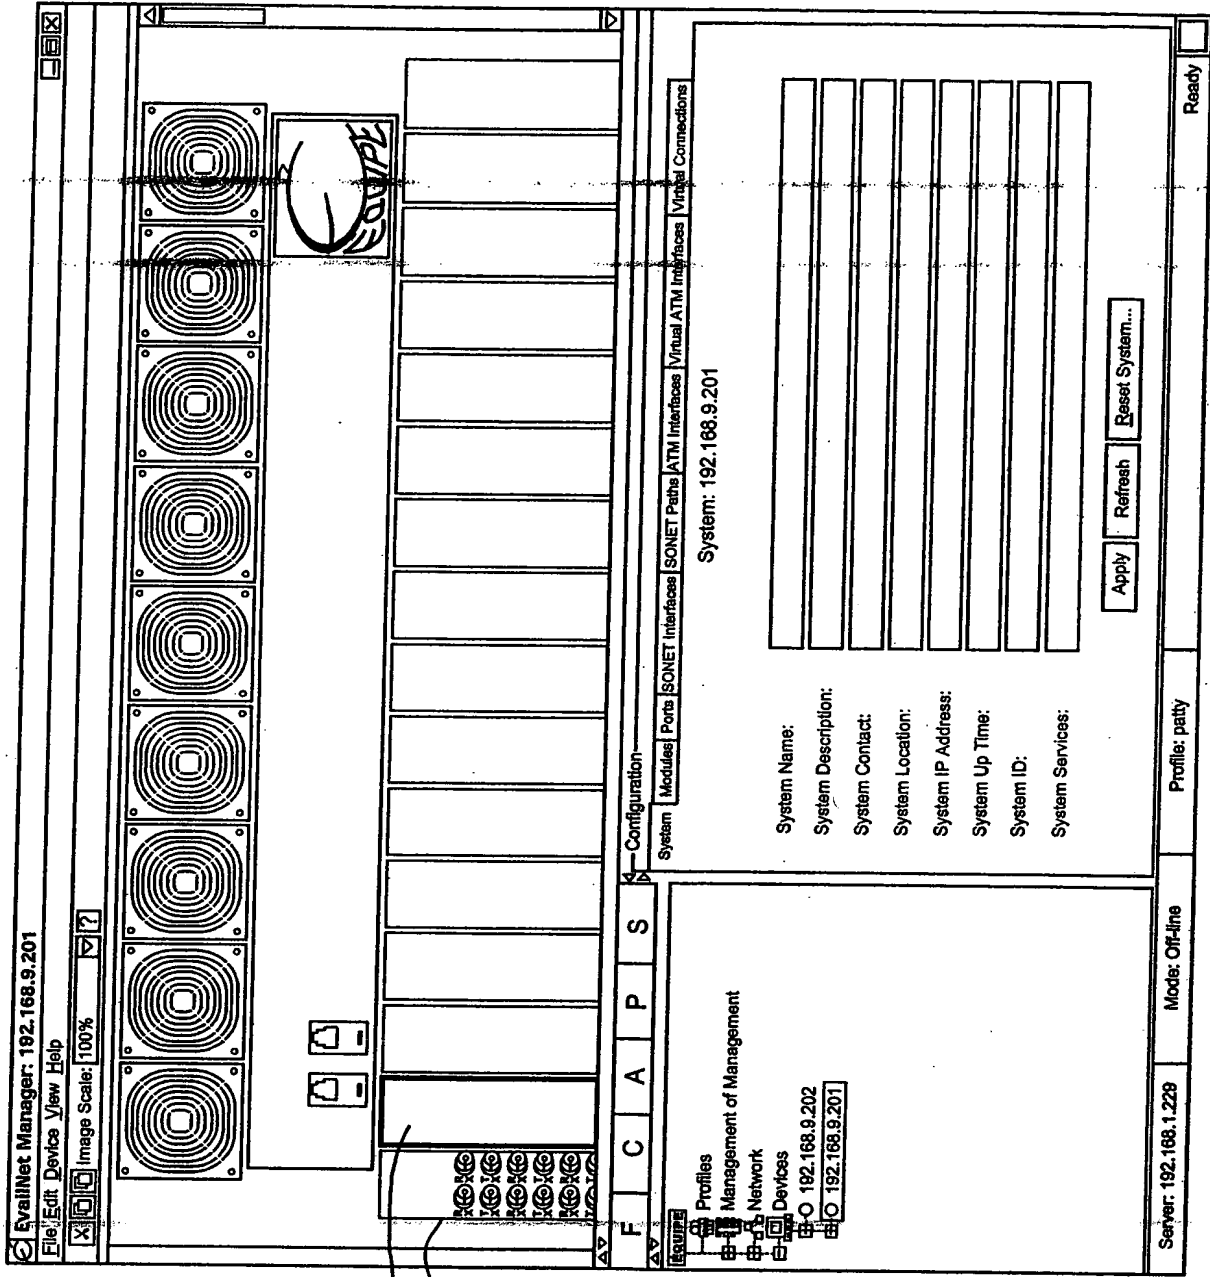 EvailNet Manager: 192.168.9.201
File Edit Device View Help
Image Scale: 100% ?
EQUIPE
R X R X
T X T X
F C A P S
EQUIPE
Profiles
Management of Management
Network
Devices
192.168.9.202
192.168.9.201
Configuration
System Modules Ports SONET Interfaces SONET Paths ATM Interfaces Virtual ATM Interfaces Virtual Connections
System: 192.168.9.201
System Name:
System Description:
System Contact:
System Location:
System IP Address:
System Up Time:
System ID:
System Services:
Apply Refresh Reset System...
Server: 192.168.1.229 Mode: Off-line Profile: patty Ready